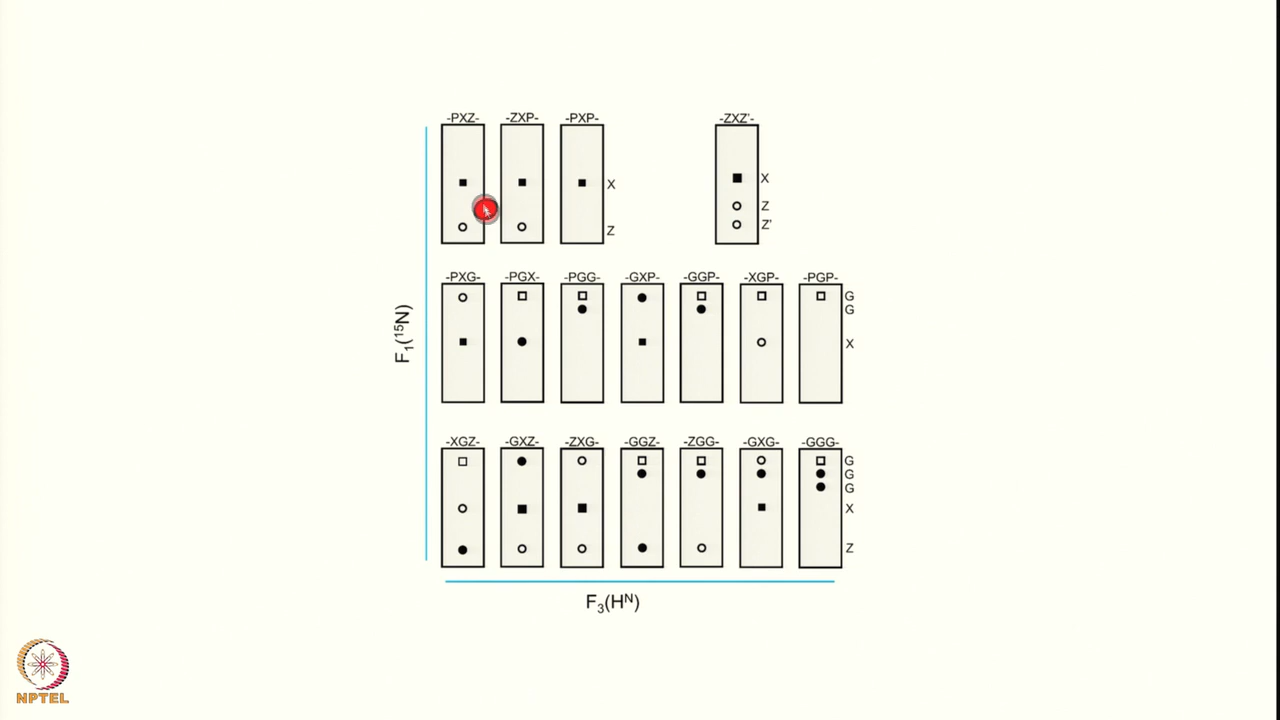 -PXZ- -ZXP- -PXP- -ZXZ'-
X X
Z
Z Z'
-PXG- -PGX- -PGG- -GXP- -GGP- -XGP- -PGP-
G
G
X
F1(15N)
-XGZ- -GXZ- -ZXG- -GGZ- -ZGG- -GXG- -GGG-
G
G
G
X
Z
F3(HN)
NPTEL